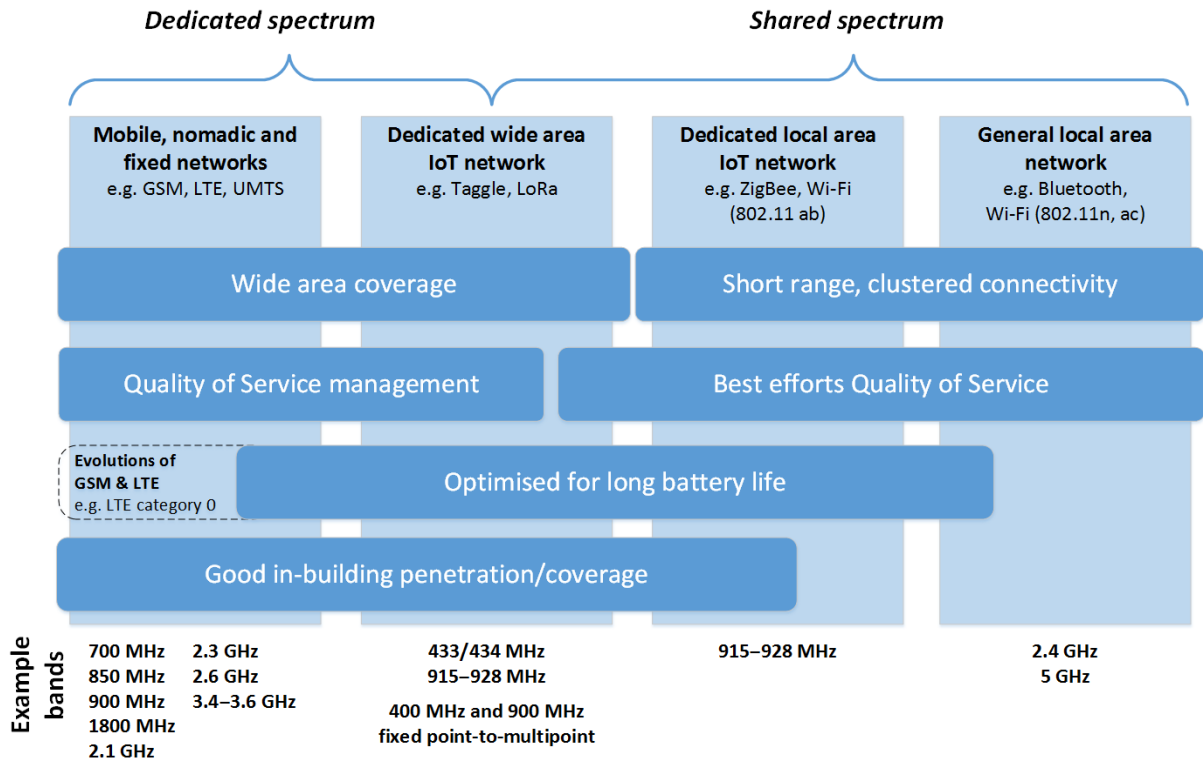 Dedicated spectrum
Shared spectrum
Mobile, nomadic and
fixed networks
e.g. GSM, LTE, UMTS
Dedicated wide area
IoT network
e.g. Taggle, LoRa
Dedicated local area
IoT network
e.g. ZigBee, Wi-Fi
(802.11 ab)
General local area
network
e.g. Bluetooth,
Wi-Fi (802.11n, ac)
Wide area coverage
Short range, clustered connectivity
Quality of Service management
Best efforts Quality of Service
Evolutions of
GSM & LTE
e.g. LTE category 0
Optimised for long battery life
Good in-building penetration/coverage
Example
bands
700 MHz
850 MHz
900 MHz
1800 MHz
2.1 GHz
2.3 GHz
2.6 GHz
3.4–3.6 GHz
433/434 MHz
915–928 MHz
400 MHz and 900 MHz
fixed point-to-multipoint
915–928 MHz
2.4 GHz
5 GHz